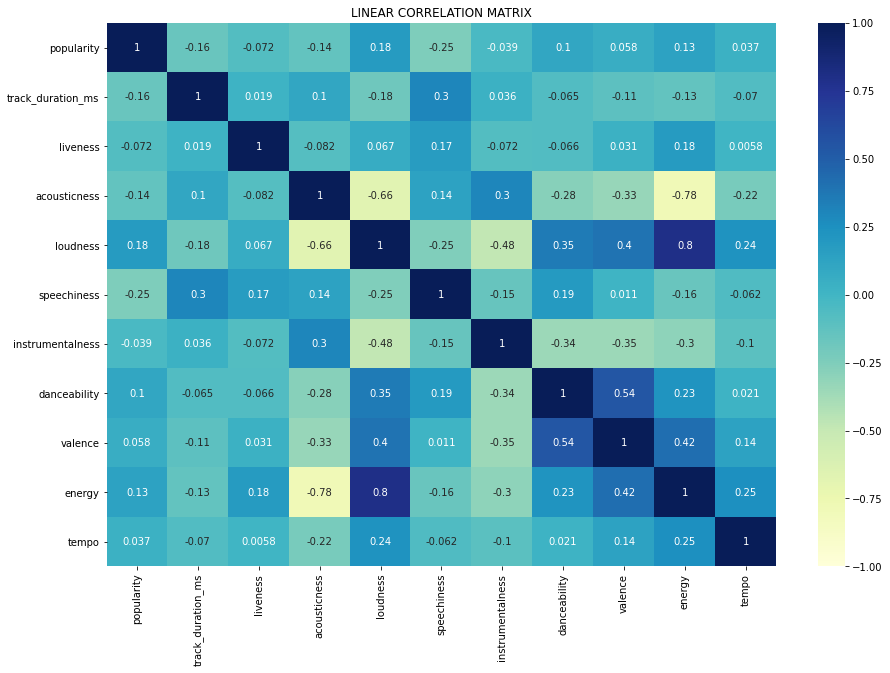 LINEAR CORRELATION MATRIX
popularity 1 -0.16 -0.072 -0.14 0.18 -0.25 -0.039 0.1 0.058 0.13 0.037
track_duration_ms -0.16 1 0.019 0.1 -0.18 0.3 0.036 -0.065 -0.11 -0.13 -0.07
liveness -0.072 0.019 1 -0.082 0.067 0.17 -0.072 -0.066 0.031 0.18 0.0058
acousticness -0.14 0.1 -0.082 1 -0.66 0.14 0.3 -0.28 -0.33 -0.78 -0.22
loudness 0.18 -0.18 0.067 -0.66 1 -0.25 -0.48 0.35 0.4 0.8 0.24
speechiness -0.25 0.3 0.17 0.14 -0.25 1 -0.15 0.19 0.011 -0.16 -0.062
instrumentalness -0.039 0.036 -0.072 0.3 -0.48 -0.15 1 -0.34 -0.35 -0.3 -0.1
danceability 0.1 -0.065 -0.066 -0.28 0.35 0.19 -0.34 1 0.54 0.23 0.021
valence 0.058 -0.11 0.031 -0.33 0.4 0.011 -0.35 0.54 1 0.42 0.14
energy 0.13 -0.13 0.18 -0.78 0.8 -0.16 -0.3 0.23 0.42 1 0.25
tempo 0.037 -0.07 0.0058 -0.22 0.24 -0.062 -0.1 0.021 0.14 0.25 1
popularity
track_duration_ms
liveness
acousticness
loudness
speechiness
instrumentalness
danceability
valence
energy
tempo
1.00
0.75
0.50
0.25
0.00
−0.25
−0.50
−0.75
−1.00